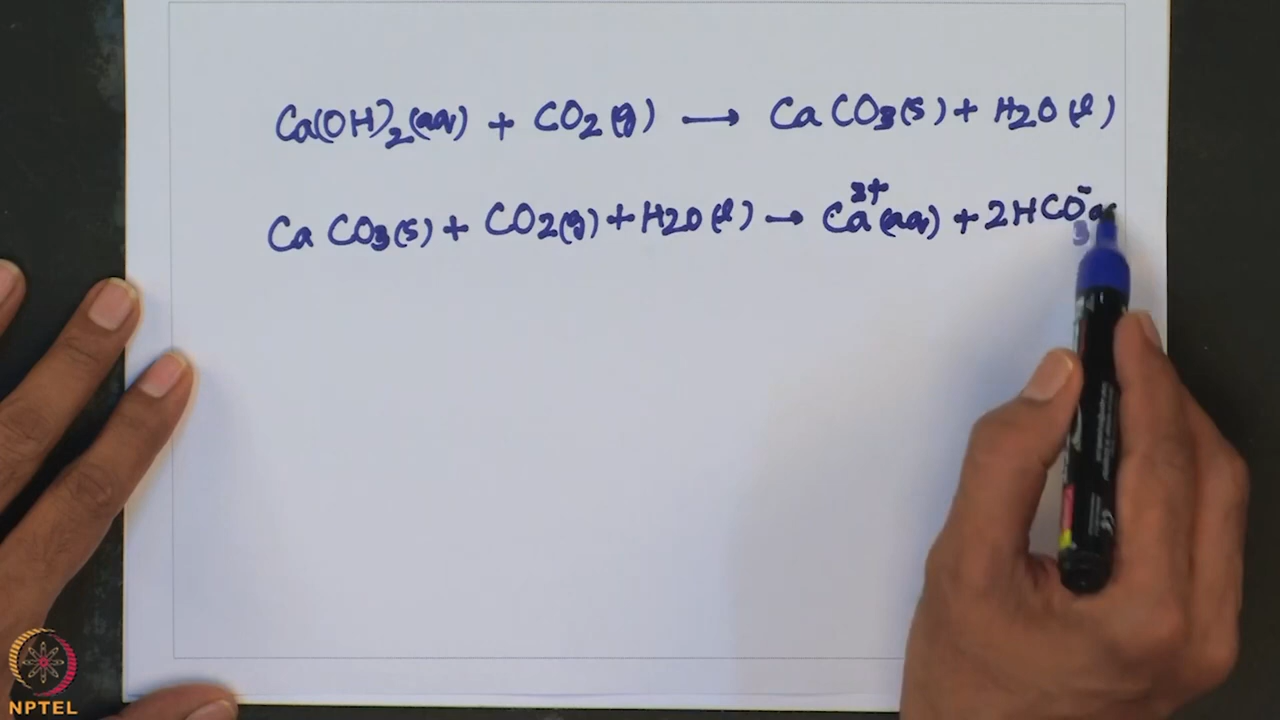 Ca(OH)2(aq) + CO2(g) → CaCO3(s) + H2O(l)
CaCO3(s) + CO2(g) + H2O(l) → Ca2+(aq) + 2HCO3-
NPTEL